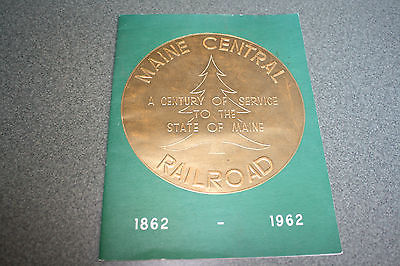 MAINE CENTRAL
A CENTURY OF SERVICE
TO THE
STATE OF MAINE
RAILROAD
1862 - 1962